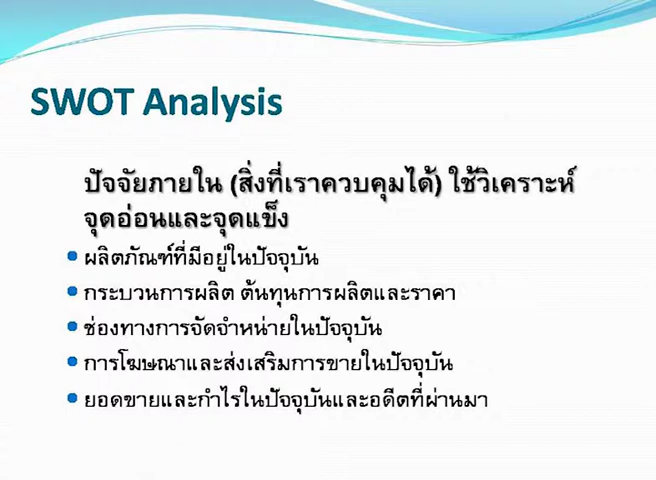 SWOT Analysis
ปัจจัยภายใน (สิ่งที่เราควบคุมได้) ใช้วิเคราะห์
จุดอ่อนและจุดแข็ง
ผลิตภัณฑ์ที่มีอยู่ในปัจจุบัน
กระบวนการผลิต ต้นทุนการผลิตและราคา
ช่องทางการจัดจำหน่ายในปัจจุบัน
การโฆษณาและส่งเสริมการขายในปัจจุบัน
ยอดขายและกำไรในปัจจุบันและอดีตที่ผ่านมา